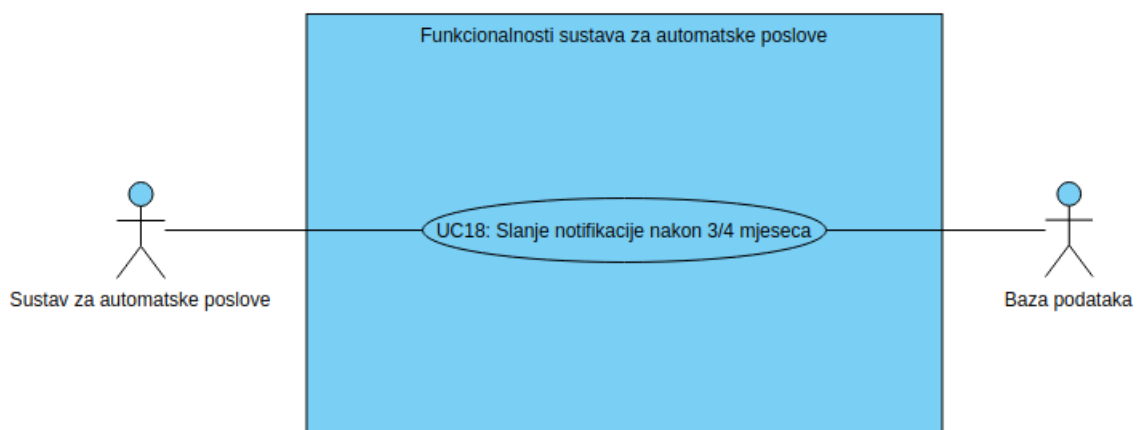 Funkcionalnosti sustava za automatske poslove
UC18: Slanje notifikacije nakon 3/4 mjeseca
Sustav za automatske poslove
Baza podataka